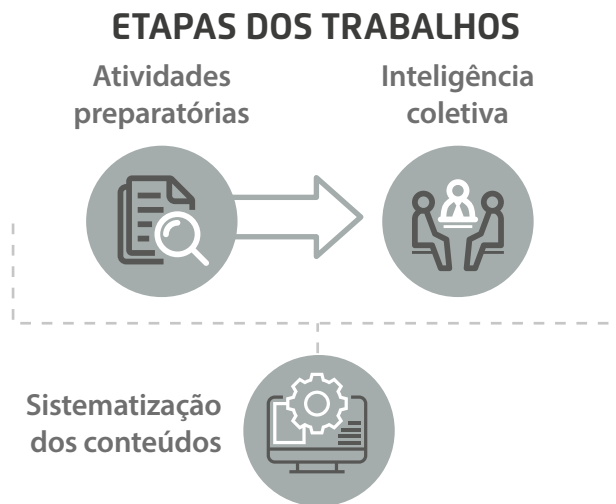 ETAPAS DOS TRABALHOS
Atividades
preparatórias
Inteligência
coletiva
Sistematização
dos conteúdos